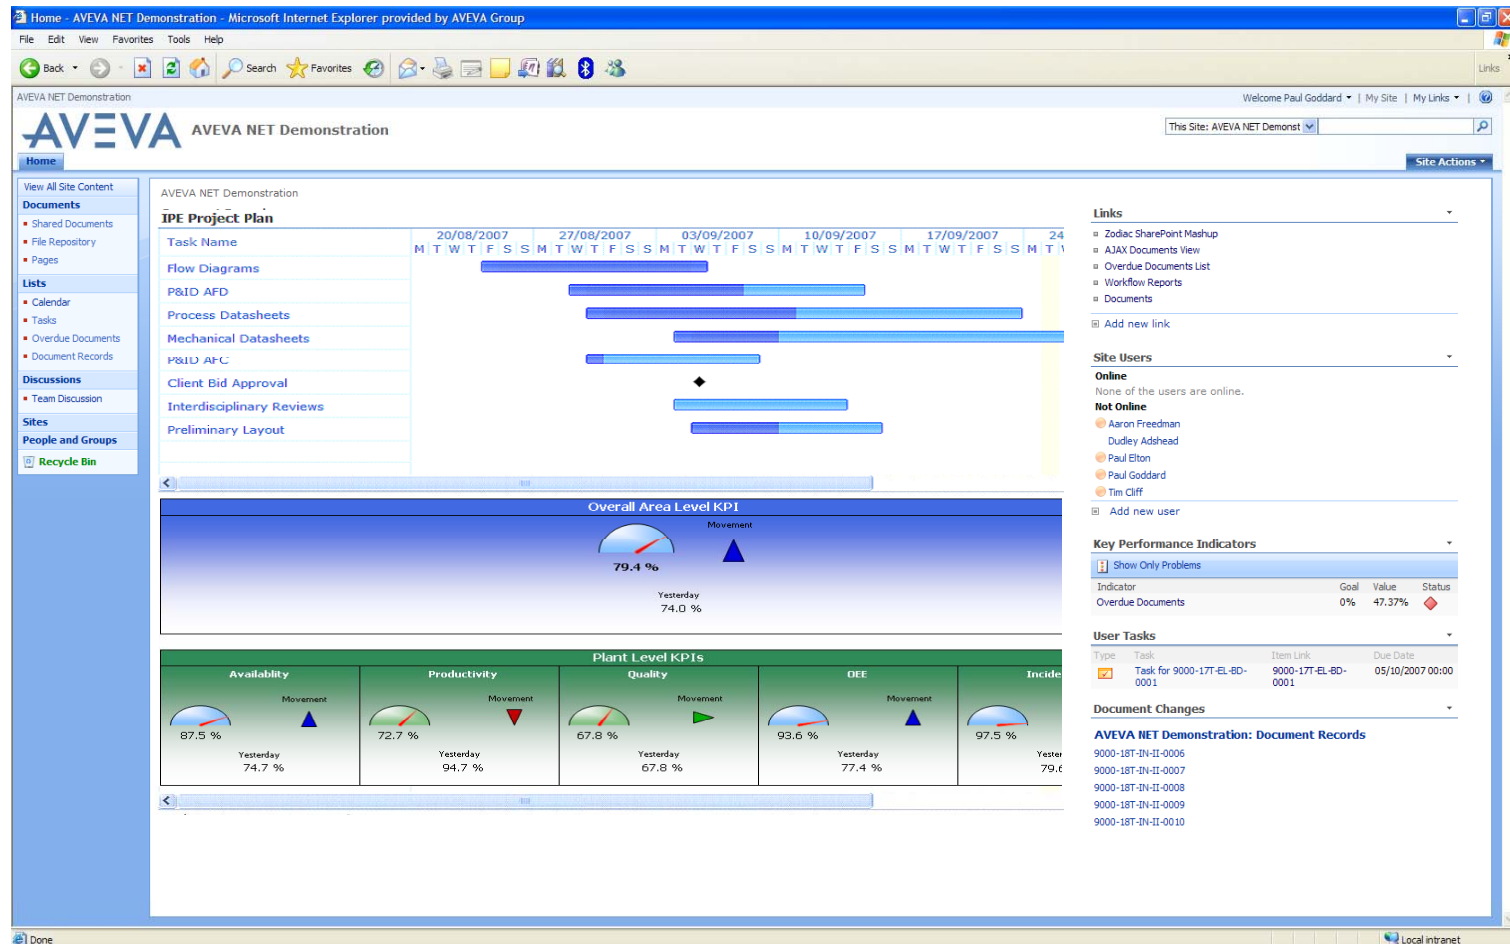 Home - AVEVA NET Demonstration - Microsoft Internet Explorer provided by AVEVA Group
File Edit View Favorites Tools Help
Back Search Favorites
Links
AVEVA NET Demonstration
Welcome Paul Goddard | My Site | My Links |
AVEVA AVEVA NET Demonstration
This Site: AVEVA NET Demonst
Home
Site Actions
View All Site Content
Documents
Shared Documents
File Repository
Pages
Lists
Calendar
Tasks
Overdue Documents
Document Records
Discussions
Team Discussion
Sites
People and Groups
Recycle Bin
AVEVA NET Demonstration
IPE Project Plan
Task Name
20/08/2007 27/08/2007 03/09/2007 10/09/2007 17/09/2007 24
M T W T F S S M T W T F S S M T W T F S S M T W T F S S M T W T F S S M T
Flow Diagrams
P&ID AFD
Process Datasheets
Mechanical Datasheets
P&ID AFC
Client Bid Approval
Interdisciplinary Reviews
Preliminary Layout
Overall Area Level KPI
Movement
79.4 %
Yesterday
74.0 %
Plant Level KPIs
Availablity Productivity Quality OEE Incide
Movement Movement Movement Movement
87.5 % 72.7 % 67.8 % 93.6 % 97.5 %
Yesterday Yesterday Yesterday Yesterday Yester
74.7 % 94.7 % 67.8 % 77.4 % 79.6
Links
Zodiac SharePoint Mashup
AJAX Documents View
Overdue Documents List
Workflow Reports
Documents
Add new link
Site Users
Online
None of the users are online.
Not Online
Aaron Freedman
Dudley Adshead
Paul Elton
Paul Goddard
Tim Cliff
Add new user
Key Performance Indicators
Show Only Problems
Indicator Goal Value Status
Overdue Documents 0% 47.37%
User Tasks
Type Task Item Link Due Date
Task for 9000-17T-EL-BD- 9000-17T-EL-BD- 05/10/2007 00:00
0001 0001
Document Changes
AVEVA NET Demonstration: Document Records
9000-18T-IN-II-0006
9000-18T-IN-II-0007
9000-18T-IN-II-0008
9000-18T-IN-II-0009
9000-18T-IN-II-0010
Done
Local intranet